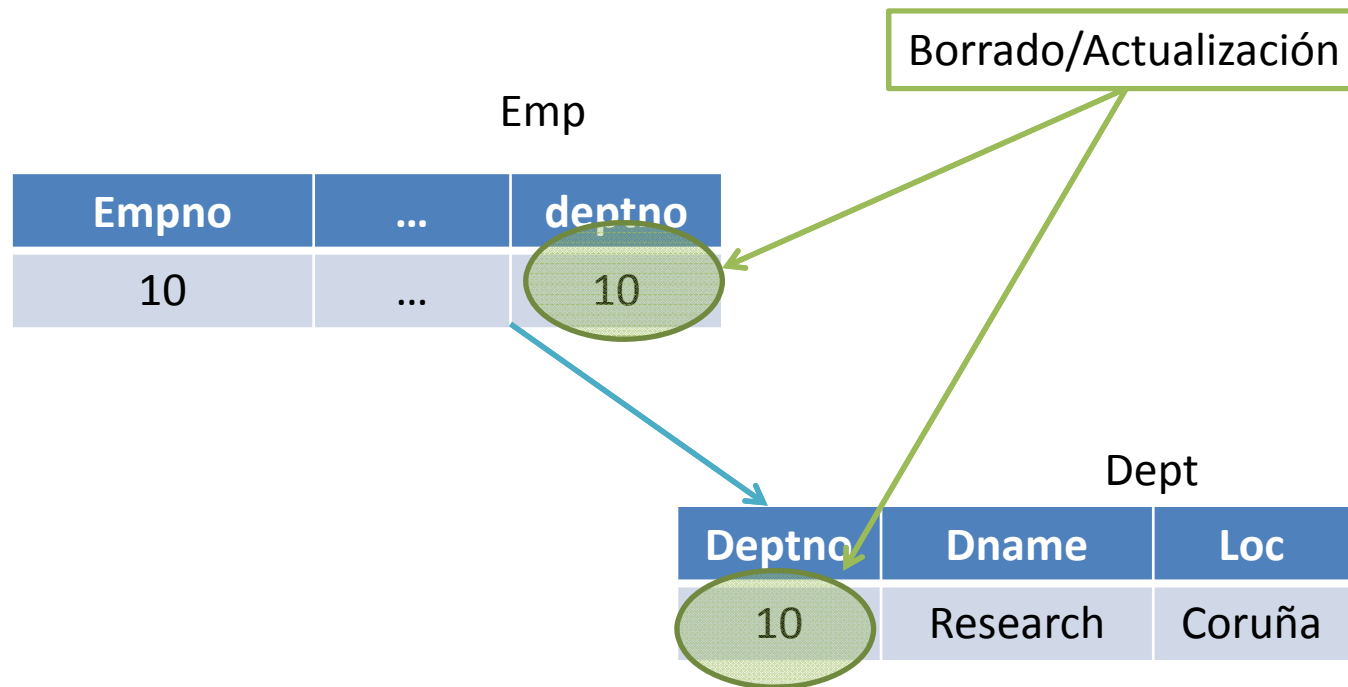 Borrado/Actualización
Emp
Empno ... deptno
10 ... 10
Dept
Deptno Dname Loc
10 Research Coruña